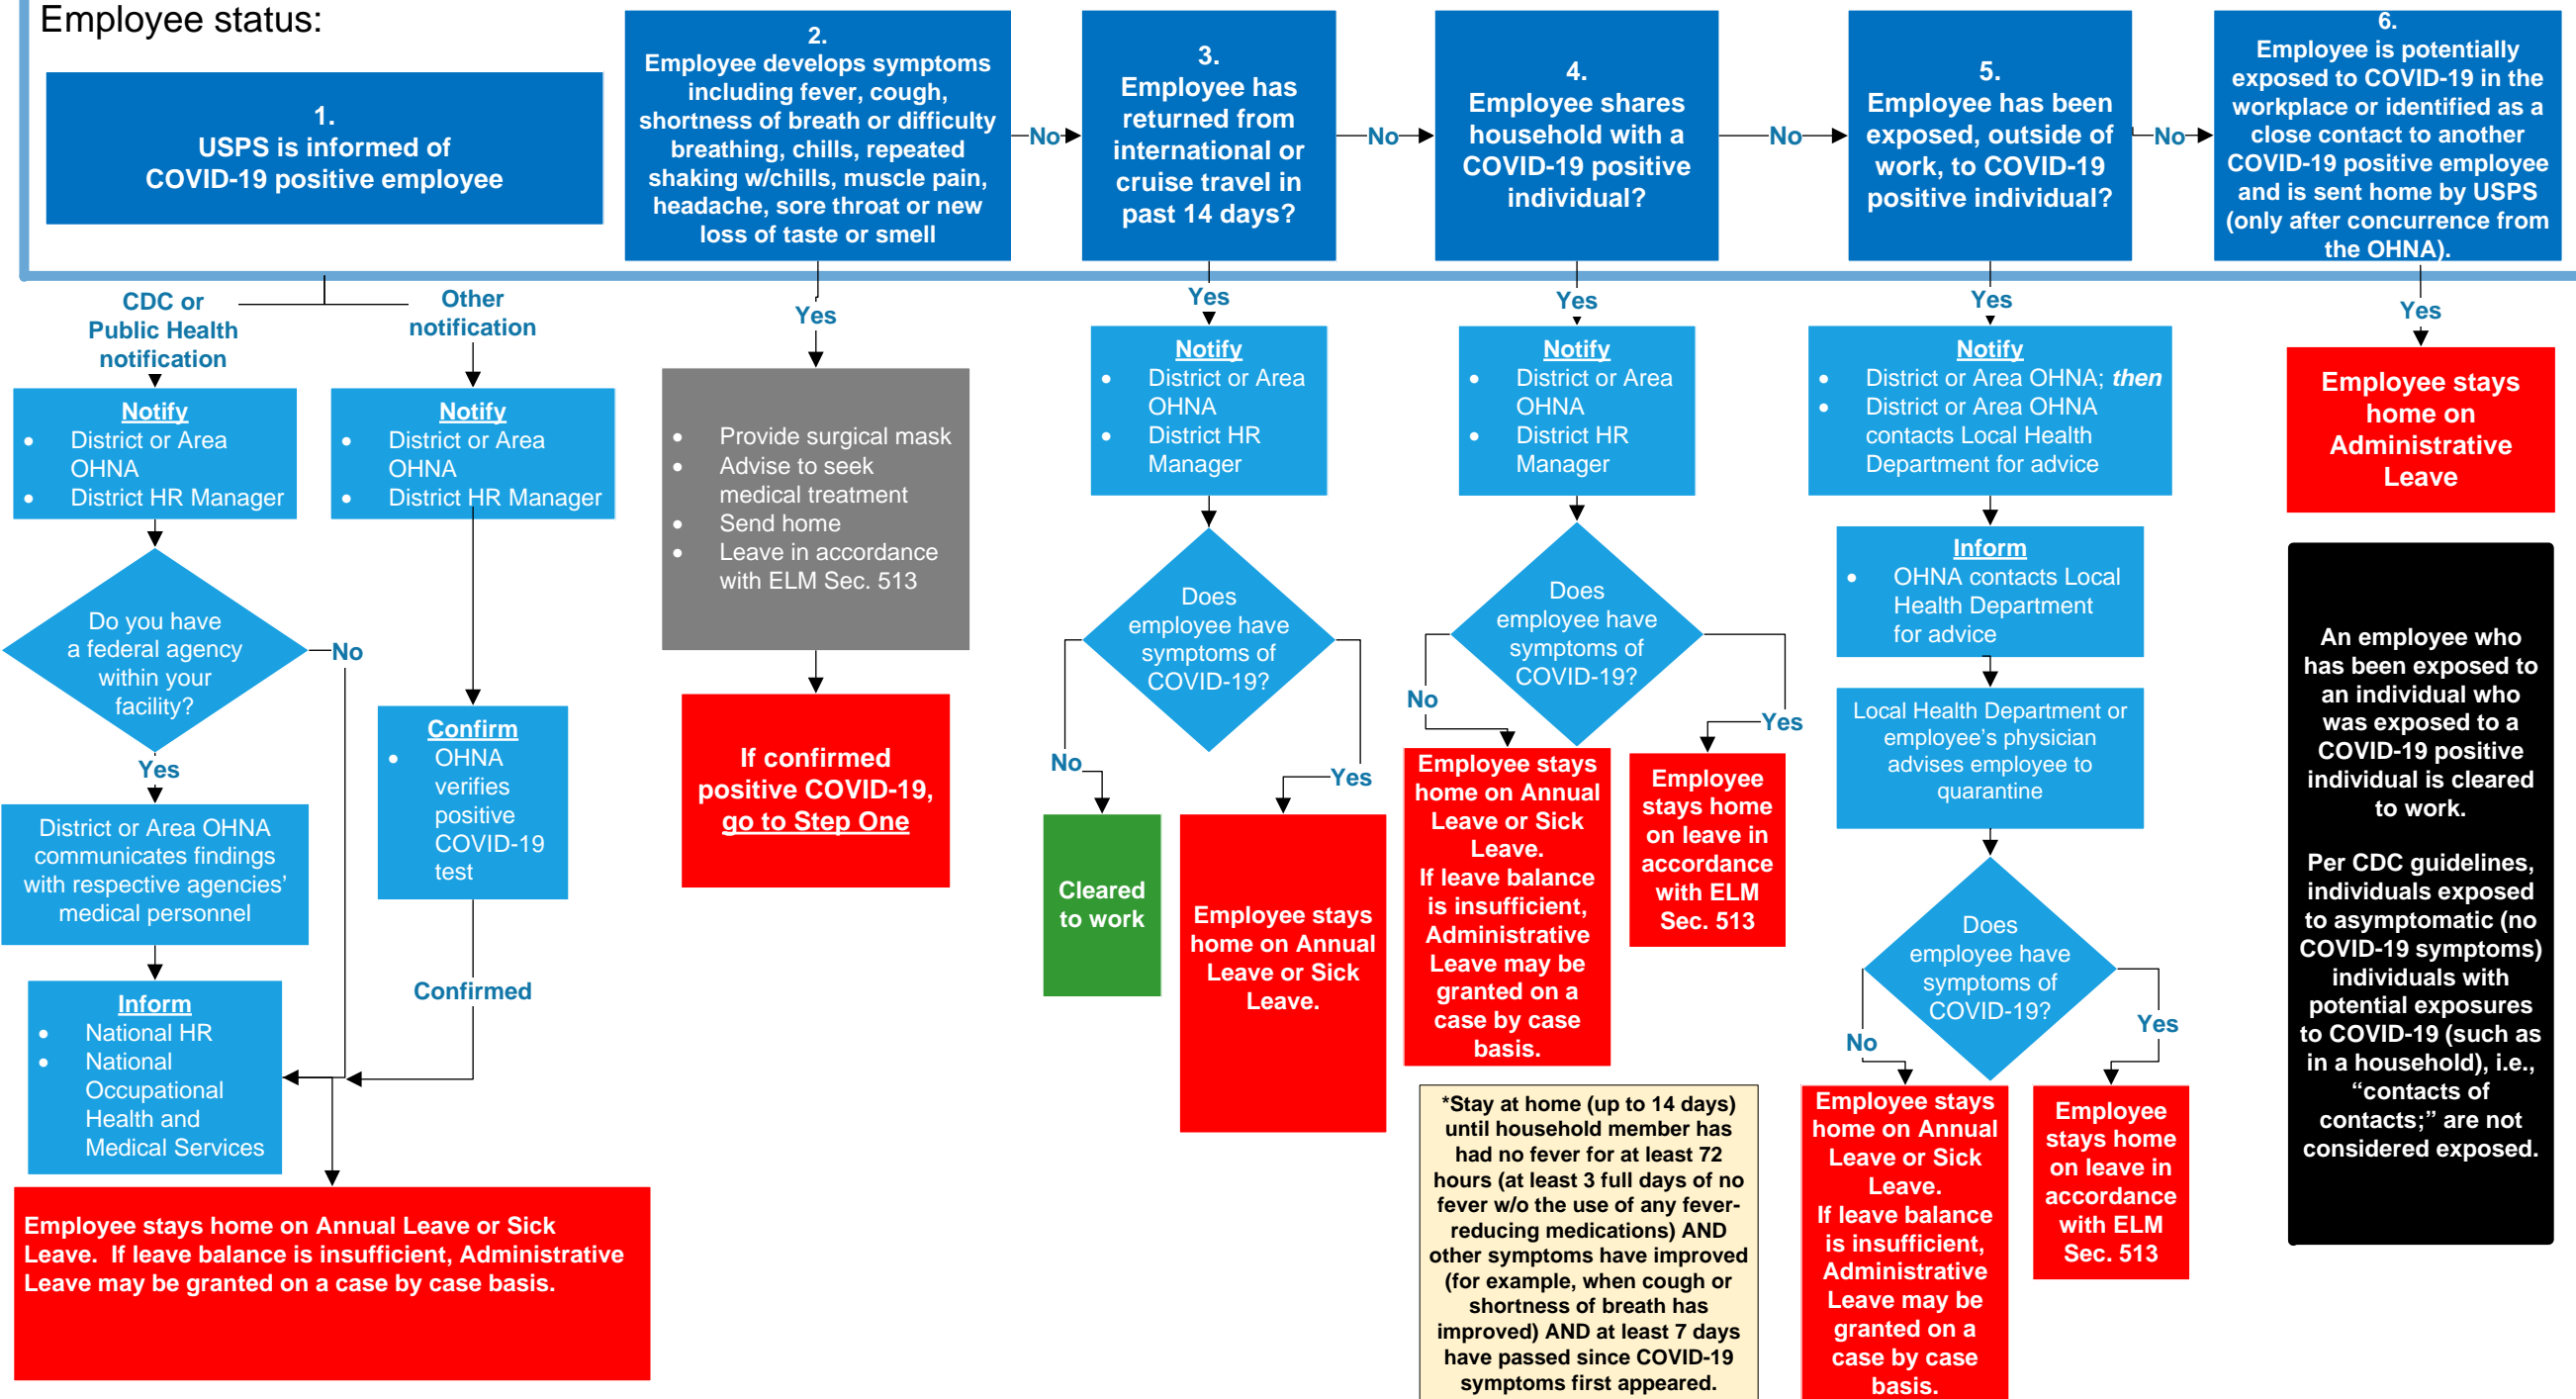 Employee status:
1.
USPS is informed of
COVID-19 positive employee
2.
Employee develops symptoms
including fever, cough,
shortness of breath or difficulty
breathing, chills, repeated
shaking w/chills, muscle pain,
headache, sore throat or new
loss of taste or smell
No
3.
Employee has
returned from
international or
cruise travel in
past 14 days?
No
4.
Employee shares
household with a
COVID-19 positive
individual?
No
5.
Employee has been
exposed, outside of
work, to COVID-19
positive individual?
No
6.
Employee is potentially
exposed to COVID-19 in the
workplace or identified as a
close contact to another
COVID-19 positive employee
and is sent home by USPS
(only after concurrence from
the OHNA).
CDC or
Public Health
notification
Notify
• District or Area
OHNA
• District HR Manager
Do you have
a federal agency
within your
facility?
No
Yes
District or Area OHNA
communicates findings
with respective agencies’
medical personnel
Inform
• National HR
• National
Occupational
Health and
Medical Services
Other
notification
Notify
• District or Area
OHNA
• District HR Manager
Confirm
• OHNA
verifies
positive
COVID-19
test
Confirmed
Employee stays home on Annual Leave or Sick
Leave.  If leave balance is insufficient, Administrative
Leave may be granted on a case by case basis.
Yes
• Provide surgical mask
• Advise to seek
medical treatment
• Send home
• Leave in accordance
with ELM Sec. 513
If confirmed
positive COVID-19,
go to Step One
Yes
Notify
• District or Area
OHNA
• District HR
Manager
Does
employee have
symptoms of
COVID-19?
No
Cleared
to work
Yes
Employee stays
home on Annual
Leave or Sick
Leave.
Yes
Notify
• District or Area
OHNA
• District HR
Manager
Does
employee have
symptoms of
COVID-19?
No
Employee stays
home on Annual
Leave or Sick
Leave.
If leave balance
is insufficient,
Administrative
Leave may be
granted on a
case by case
basis.
Yes
Employee
stays home
on leave in
accordance
with ELM
Sec. 513
*Stay at home (up to 14 days)
until household member has
had no fever for at least 72
hours (at least 3 full days of no
fever w/o the use of any fever-
reducing medications) AND
other symptoms have improved
(for example, when cough or
shortness of breath has
improved) AND at least 7 days
have passed since COVID-19
symptoms first appeared.
Yes
Notify
• District or Area OHNA; then
• District or Area OHNA
contacts Local Health
Department for advice
Inform
• OHNA contacts Local
Health Department
for advice
Local Health Department or
employee’s physician
advises employee to
quarantine
Does
employee have
symptoms of
COVID-19?
No
Employee stays
home on Annual
Leave or Sick
Leave.
If leave balance
is insufficient,
Administrative
Leave may be
granted on a
case by case
basis.
Yes
Employee
stays home
on leave in
accordance
with ELM
Sec. 513
Yes
Employee stays
home on
Administrative
Leave
An employee who
has been exposed to
an individual who
was exposed to a
COVID-19 positive
individual is cleared
to work.
Per CDC guidelines,
individuals exposed
to asymptomatic (no
COVID-19 symptoms)
individuals with
potential exposures
to COVID-19 (such as
in a household), i.e.,
“contacts of
contacts;” are not
considered exposed.